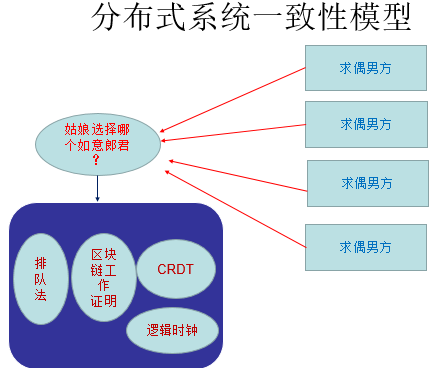 分布式系统一致性模型
求偶男方
求偶男方
求偶男方
求偶男方
姑娘选择哪
个如意郎君
？
排
队
法
区块
链工
作
证明
CRDT
逻辑时钟